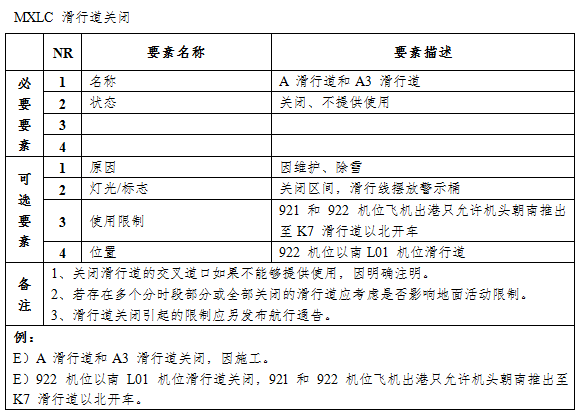 MXLC 滑行道关闭
NR 要素名称 要素描述
必要要素
1 名称 A 滑行道和 A3 滑行道
2 状态 关闭、不提供使用
3
4
可选要素
1 原因 因维护、除雪
2 灯光/标志 关闭区间，滑行线摆放警示桶
3 使用限制 921 和 922 机位飞机出港只允许机头朝南推出
至 K7 滑行道以北开车
4 位置 922 机位以南 L01 机位滑行道
备注
1、关闭滑行道的交叉道口如果不能够提供使用，因明确注明。
2、若存在多个分时段部分或全部关闭的滑行道应考虑是否影响地面活动限制。
3、滑行道关闭引起的限制应另发布航行通告。
例：
E）A 滑行道和 A3 滑行道关闭，因施工。
E）922 机位以南 L01 机位滑行道关闭，921 和 922 机位飞机出港只允许机头朝南推出至
K7 滑行道以北开车。